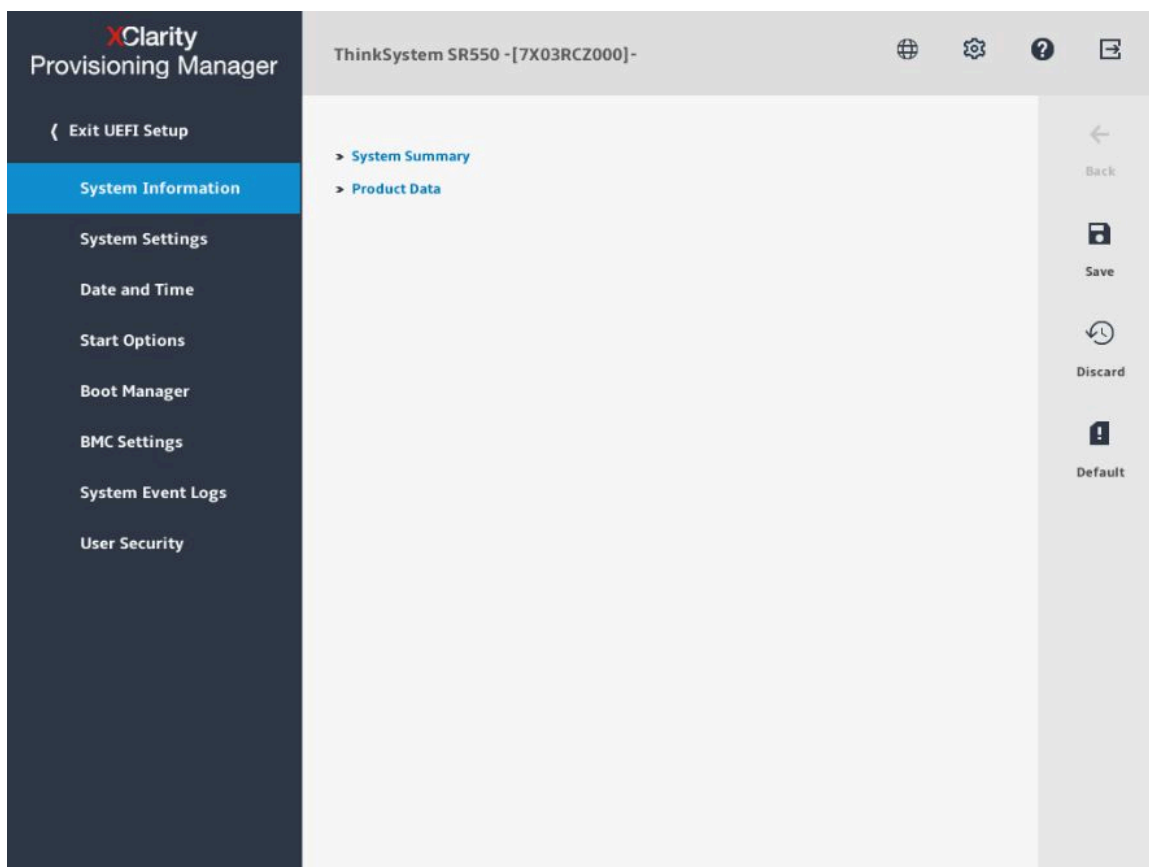 XClarity
Provisioning Manager
ThinkSystem SR550 -[7X03RCZ000]-
Exit UEFI Setup
System Information
System Settings
Date and Time
Start Options
Boot Manager
BMC Settings
System Event Logs
User Security
System Summary
Product Data
Back
Save
Discard
Default